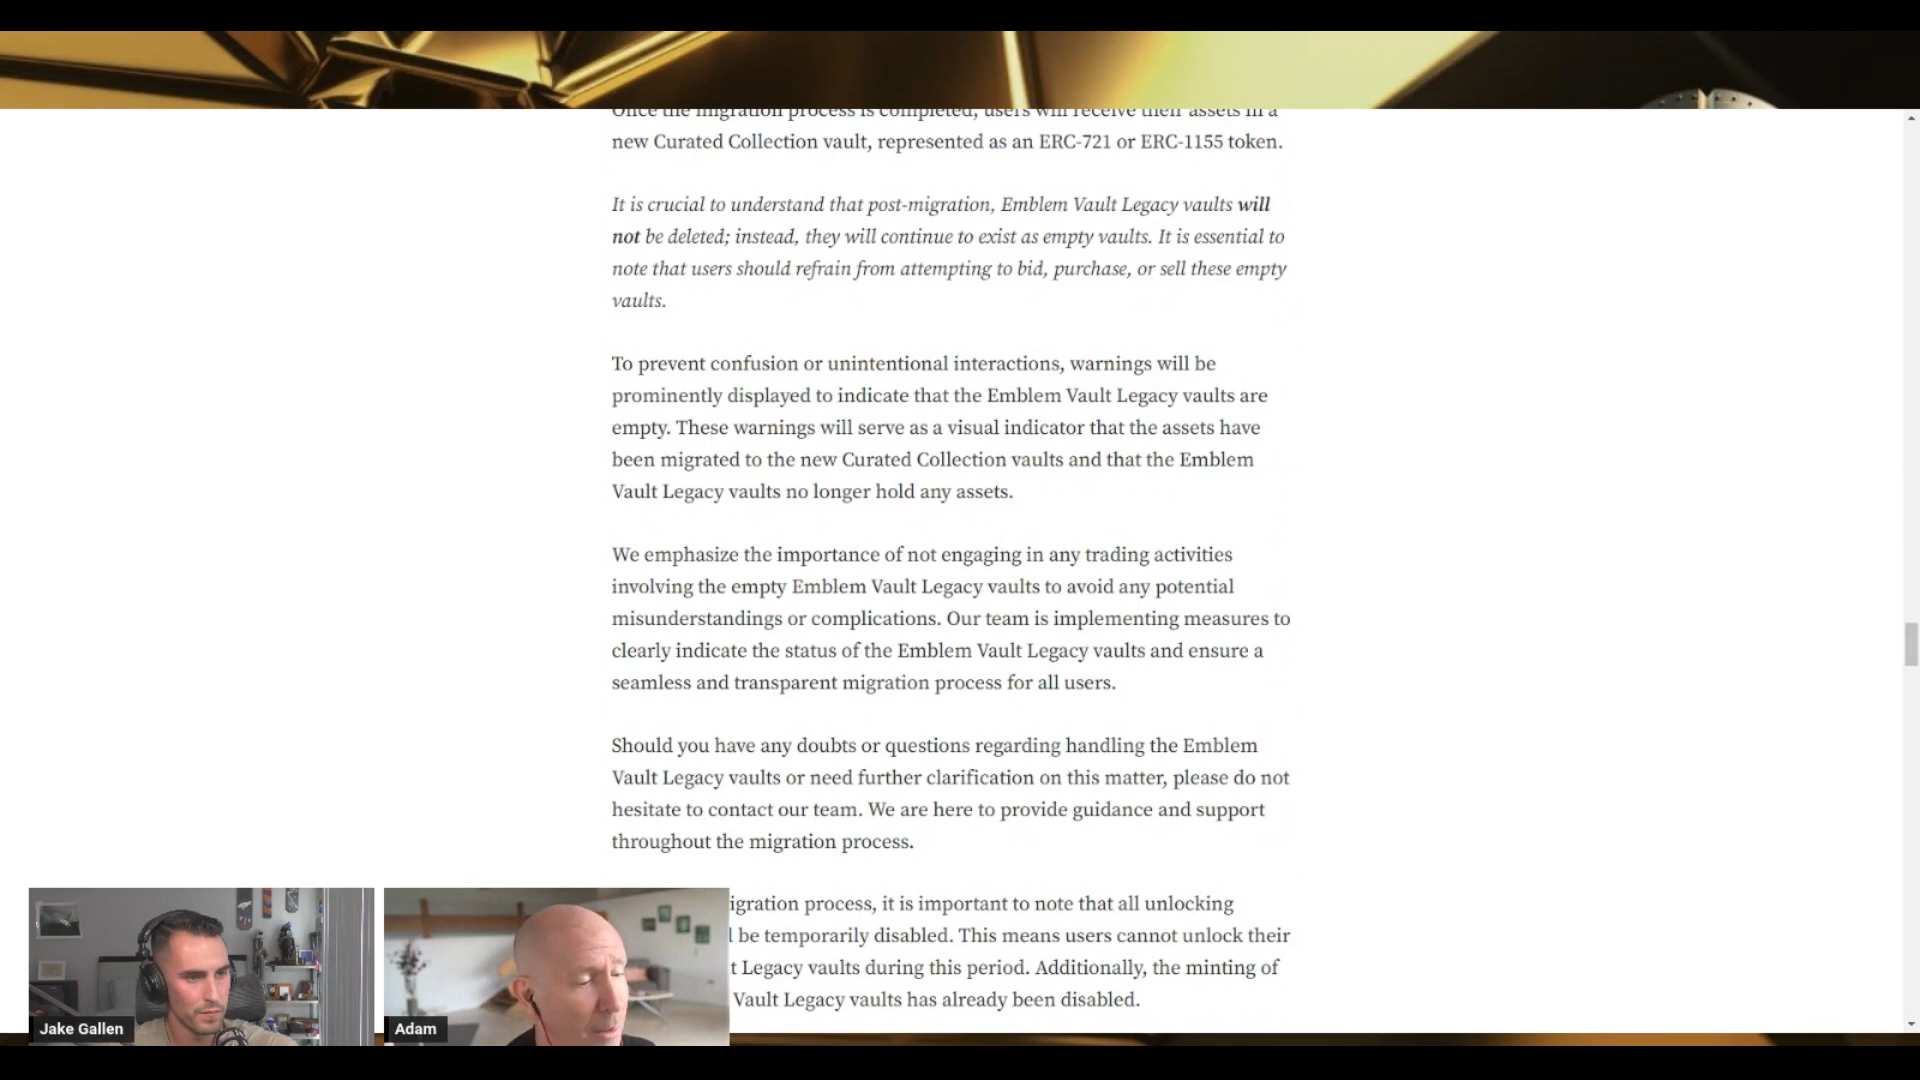 Once the migration process is completed, users will receive their assets in a
new Curated Collection vault, represented as an ERC-721 or ERC-1155 token.
It is crucial to understand that post-migration, Emblem Vault Legacy vaults will
not be deleted; instead, they will continue to exist as empty vaults. It is essential to
note that users should refrain from attempting to bid, purchase, or sell these empty
vaults.
To prevent confusion or unintentional interactions, warnings will be
prominently displayed to indicate that the Emblem Vault Legacy vaults are
empty. These warnings will serve as a visual indicator that the assets have
been migrated to the new Curated Collection vaults and that the Emblem
Vault Legacy vaults no longer hold any assets.
We emphasize the importance of not engaging in any trading activities
involving the empty Emblem Vault Legacy vaults to avoid any potential
misunderstandings or complications. Our team is implementing measures to
clearly indicate the status of the Emblem Vault Legacy vaults and ensure a
seamless and transparent migration process for all users.
Should you have any doubts or questions regarding handling the Emblem
Vault Legacy vaults or need further clarification on this matter, please do not
hesitate to contact our team. We are here to provide guidance and support
throughout the migration process.
igration process, it is important to note that all unlocking
l be temporarily disabled. This means users cannot unlock their
t Legacy vaults during this period. Additionally, the minting of
Vault Legacy vaults has already been disabled.
Jake Gallen
Adam